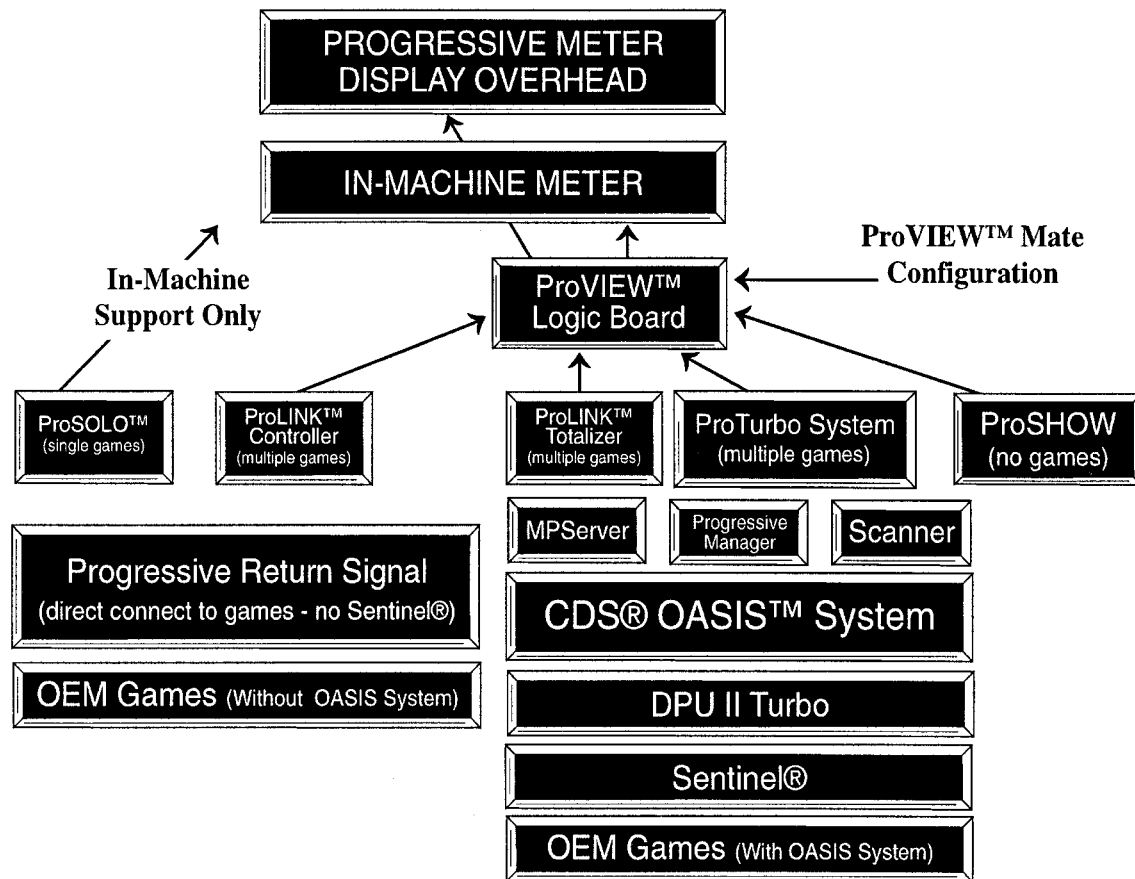 PROGRESSIVE METER
DISPLAY OVERHEAD
IN-MACHINE METER
In-Machine
Support Only
ProVIEW™
Logic Board
ProVIEW™ Mate
Configuration
ProSOLO™
(single games)
ProLINK™
Controller
(multiple games)
ProLINK™
Totalizer
(multiple games)
ProTurbo System
(multiple games)
ProSHOW
(no games)
MPServer
Progressive
Manager
Scanner
Progressive Return Signal
(direct connect to games - no Sentinel®)
OEM Games (Without OASIS System)
CDS® OASIS™ System
DPU II Turbo
Sentinel®
OEM Games (With OASIS System)